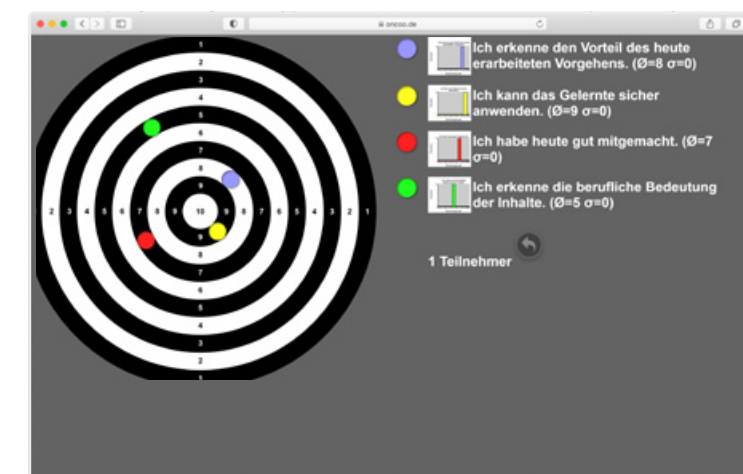 oncoo.de
1
2
3
4
5
6
7
8
9
2 3 4 5 6 7 8 9 10 9 8 7 6 5 4 3 2 1
9
8
7
6
5
4
3
2
1
Ich erkenne den Vorteil des heute
erarbeiteten Vorgehens. (Ø=8 σ=0)
Ich kann das Gelernte sicher
anwenden. (Ø=9 σ=0)
Ich habe heute gut mitgemacht. (Ø=7
σ=0)
Ich erkenne die berufliche Bedeutung
der Inhalte. (Ø=5 σ=0)
1 Teilnehmer